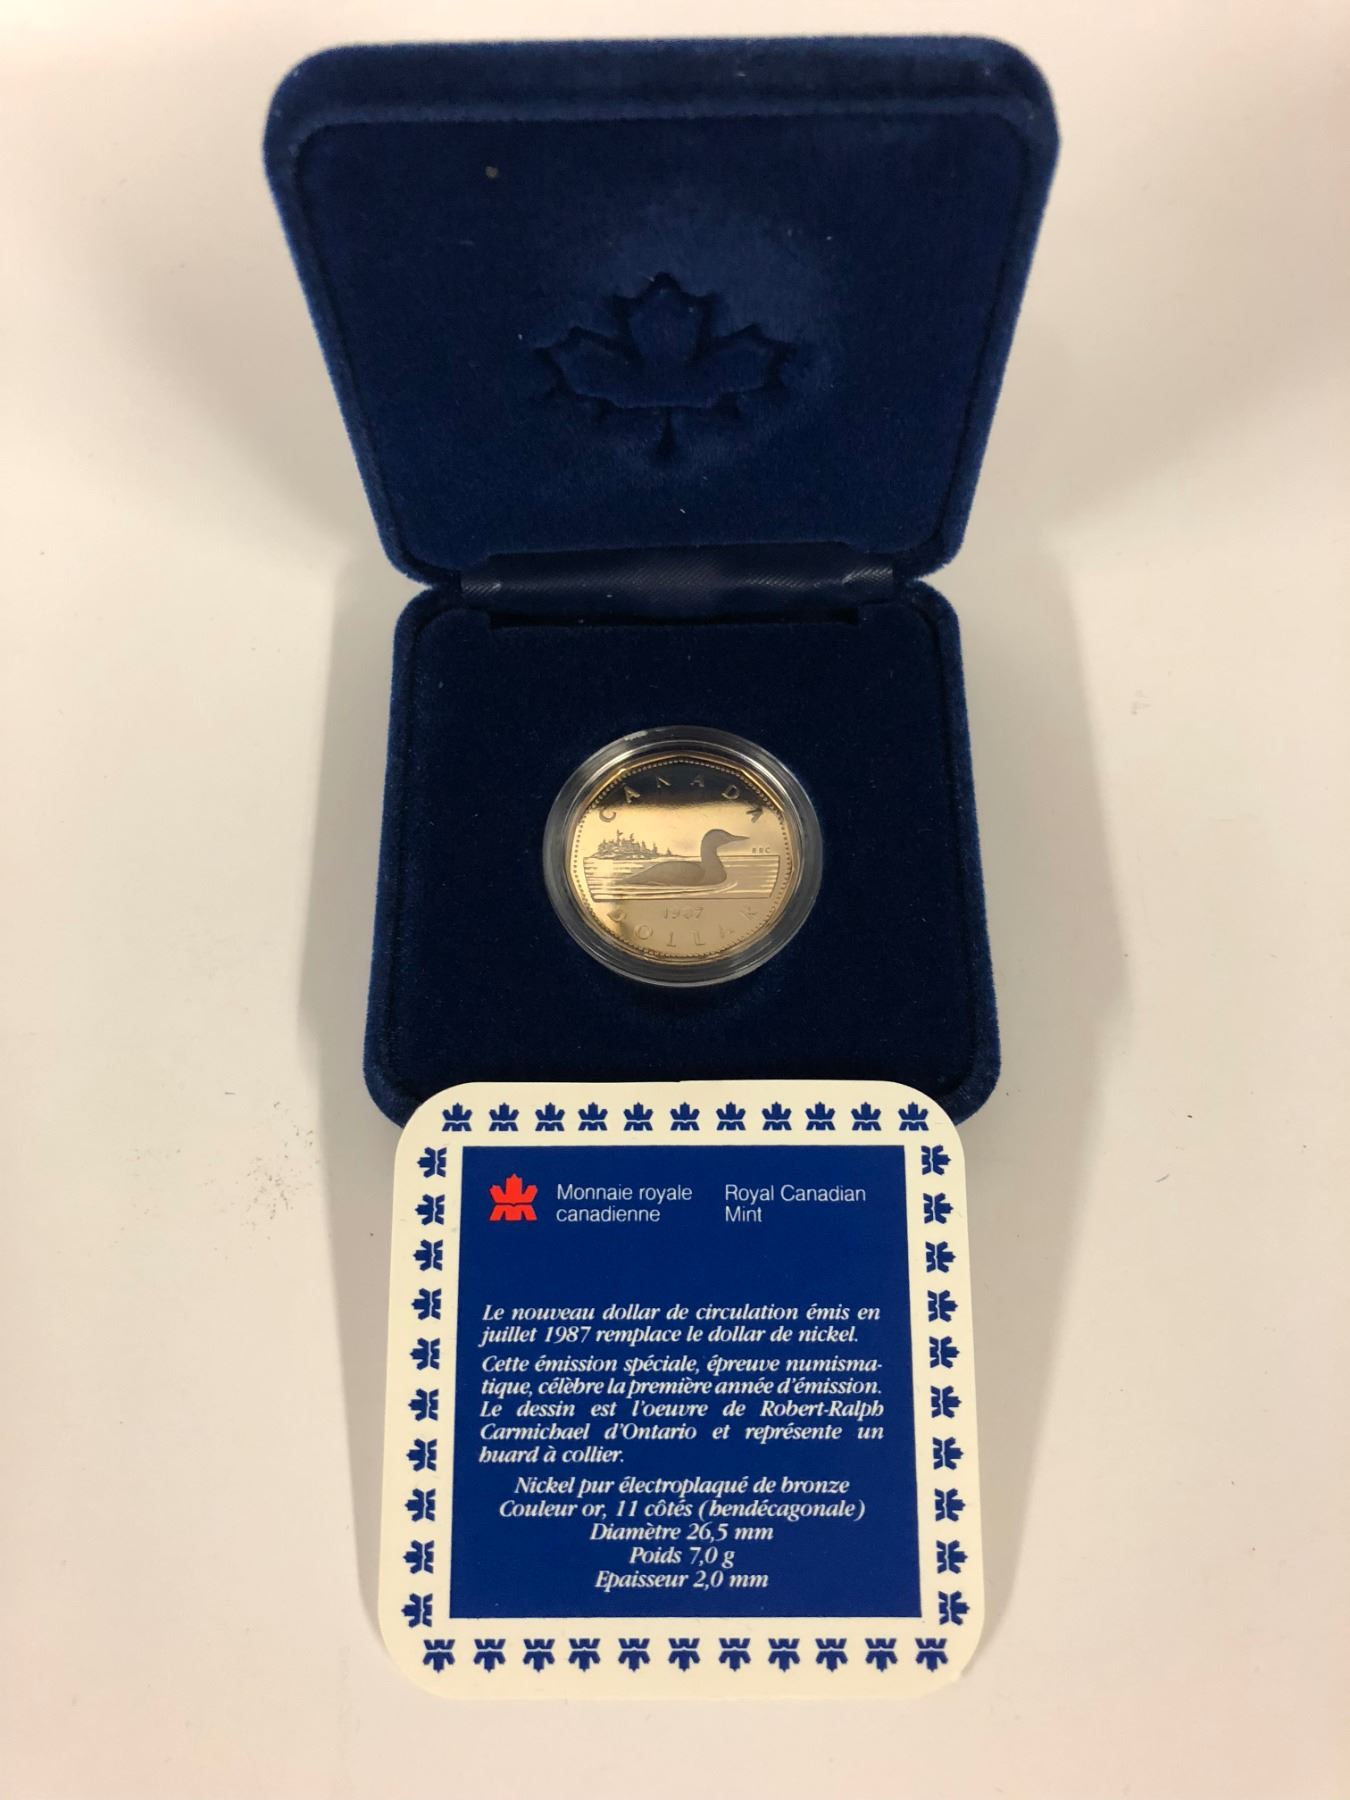 CANADA
RRC
1987
DOLLAR
Monnaie royale canadienne
Royal Canadian Mint
Le nouveau dollar de circulation émis en
juillet 1987 remplace le dollar de nickel.
Cette émission spéciale, épreuve numisma-
tique, célèbre la première année d'émission.
Le dessin est l'oeuvre de Robert-Ralph
Carmichael d'Ontario et représente un
huard à collier.
Nickel pur électroplaqué de bronze
Couleur or, 11 côtés (hendécagonale)
Diamètre 26,5 mm
Poids 7,0 g
Epaisseur 2,0 mm